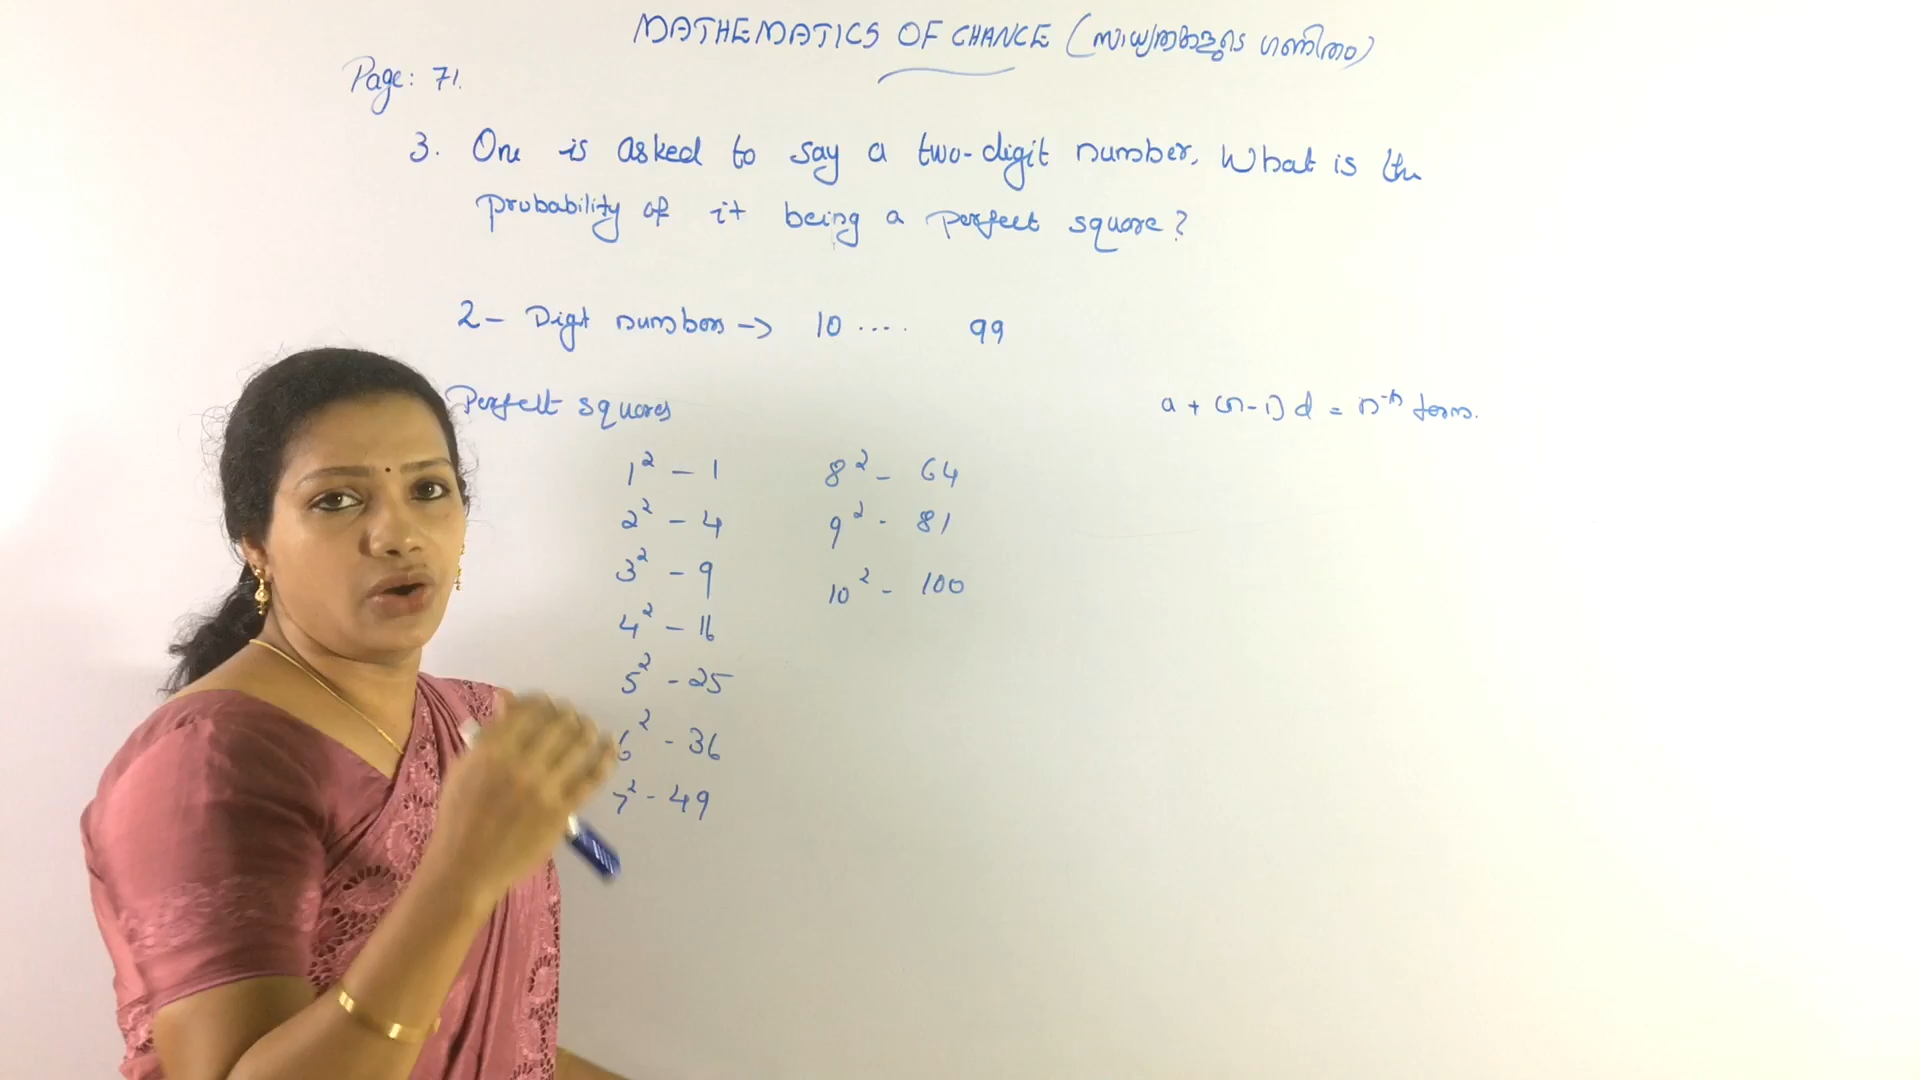 MATHEMATICS OF CHANCE (സാധ്യതകളുടെ ഗണിതം)
Page: 71.
3. One is asked to say a two-digit number. What is the
probability of it being a perfect square?
2 - Digit numbers → 10 .... 99
Perfect squares
a + (n-1) d = nth term.
1² - 1
2² - 4
3² - 9
4² - 16
5² - 25
6² - 36
7² - 49
8² - 64
9² - 81
10² - 100